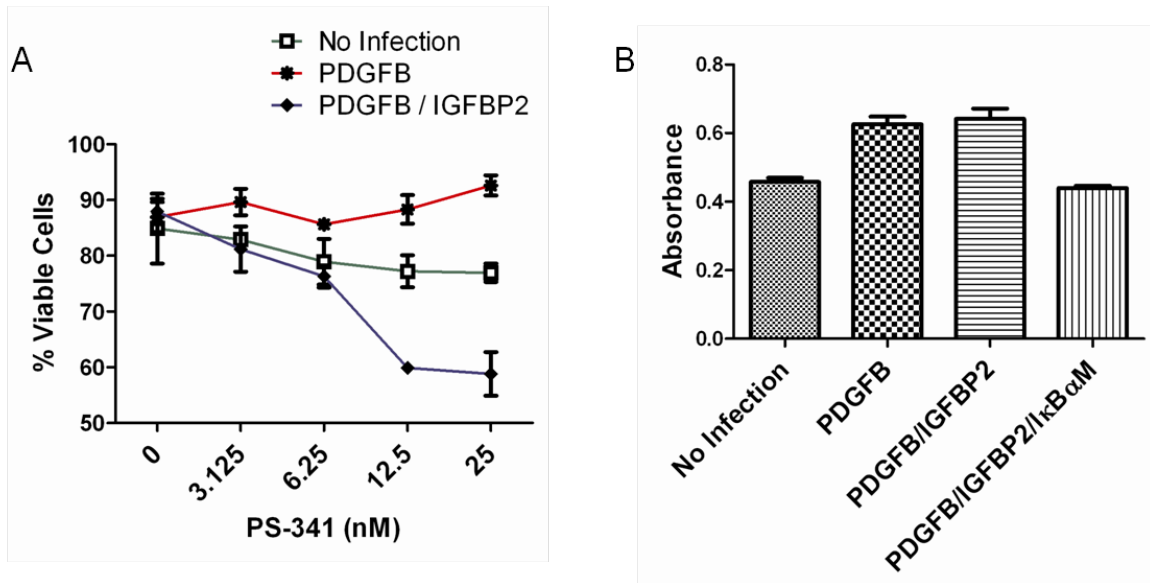 A
No Infection
PDGFB
PDGFB / IGFBP2
100
90
80
70
60
50
% Viable Cells
0
3.125
6.25
12.5
25
PS-341 (nM)
B
0.8
0.6
0.4
0.2
0.0
Absorbance
No Infection
PDGFB
PDGFB/IGFBP2
PDGFB/IGFBP2/IκBαM